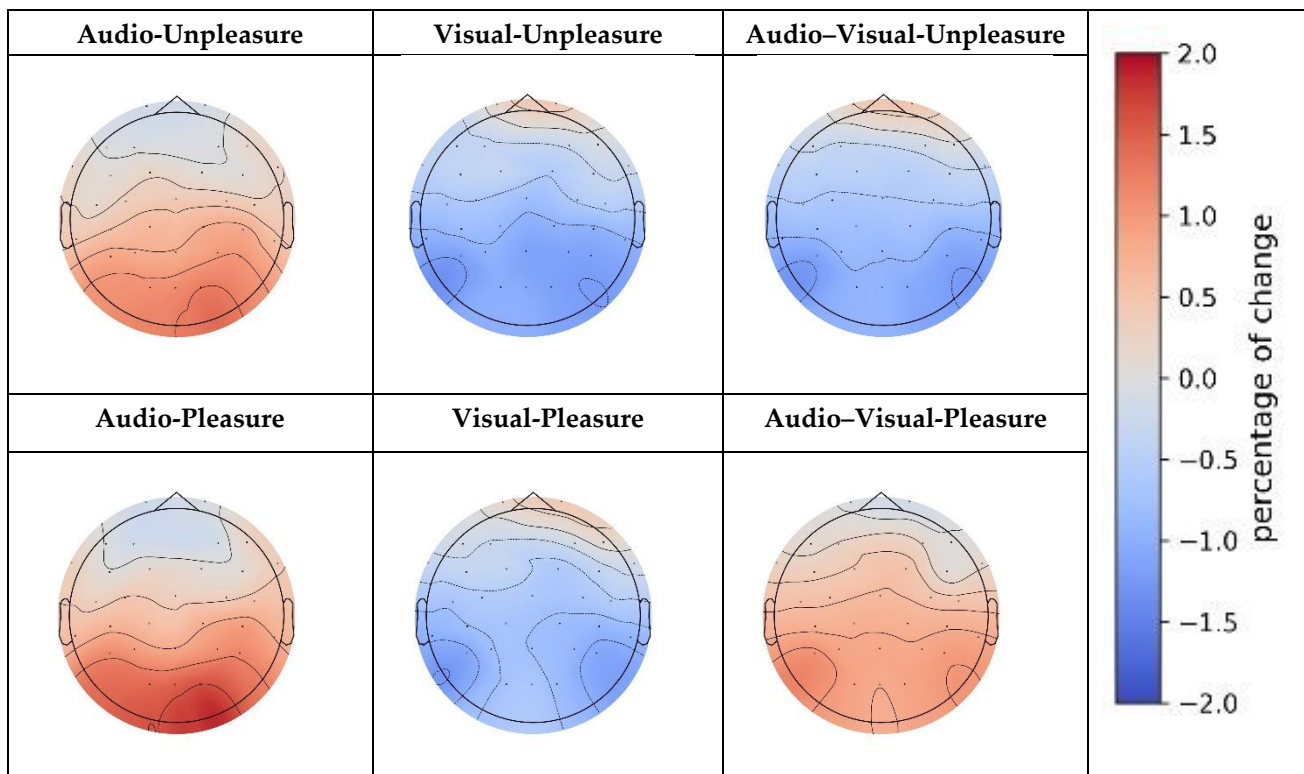 Audio-Unpleasure
Visual-Unpleasure
Audio–Visual-Unpleasure
Audio-Pleasure
Visual-Pleasure
Audio–Visual-Pleasure
2.0
1.5
1.0
0.5
0.0
−0.5
−1.0
−1.5
−2.0
percentage of change